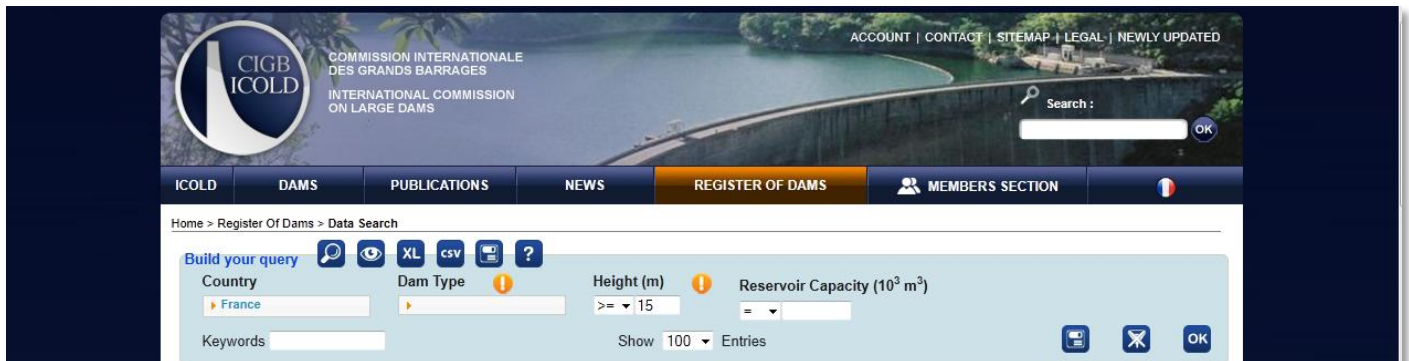 ACCOUNT | CONTACT | SITEMAP | LEGAL | NEWLY UPDATED
CIGB
ICOLD
COMMISSION INTERNATIONALE
DES GRANDS BARRAGES
INTERNATIONAL COMMISSION
ON LARGE DAMS
Search :
OK
ICOLD DAMS PUBLICATIONS NEWS REGISTER OF DAMS MEMBERS SECTION
Home > Register Of Dams > Data Search
Build your query XL csv ?
Country Dam Type ! Height (m) ! Reservoir Capacity (10³ m³)
France >= 15 =
Keywords Show 100 Entries OK